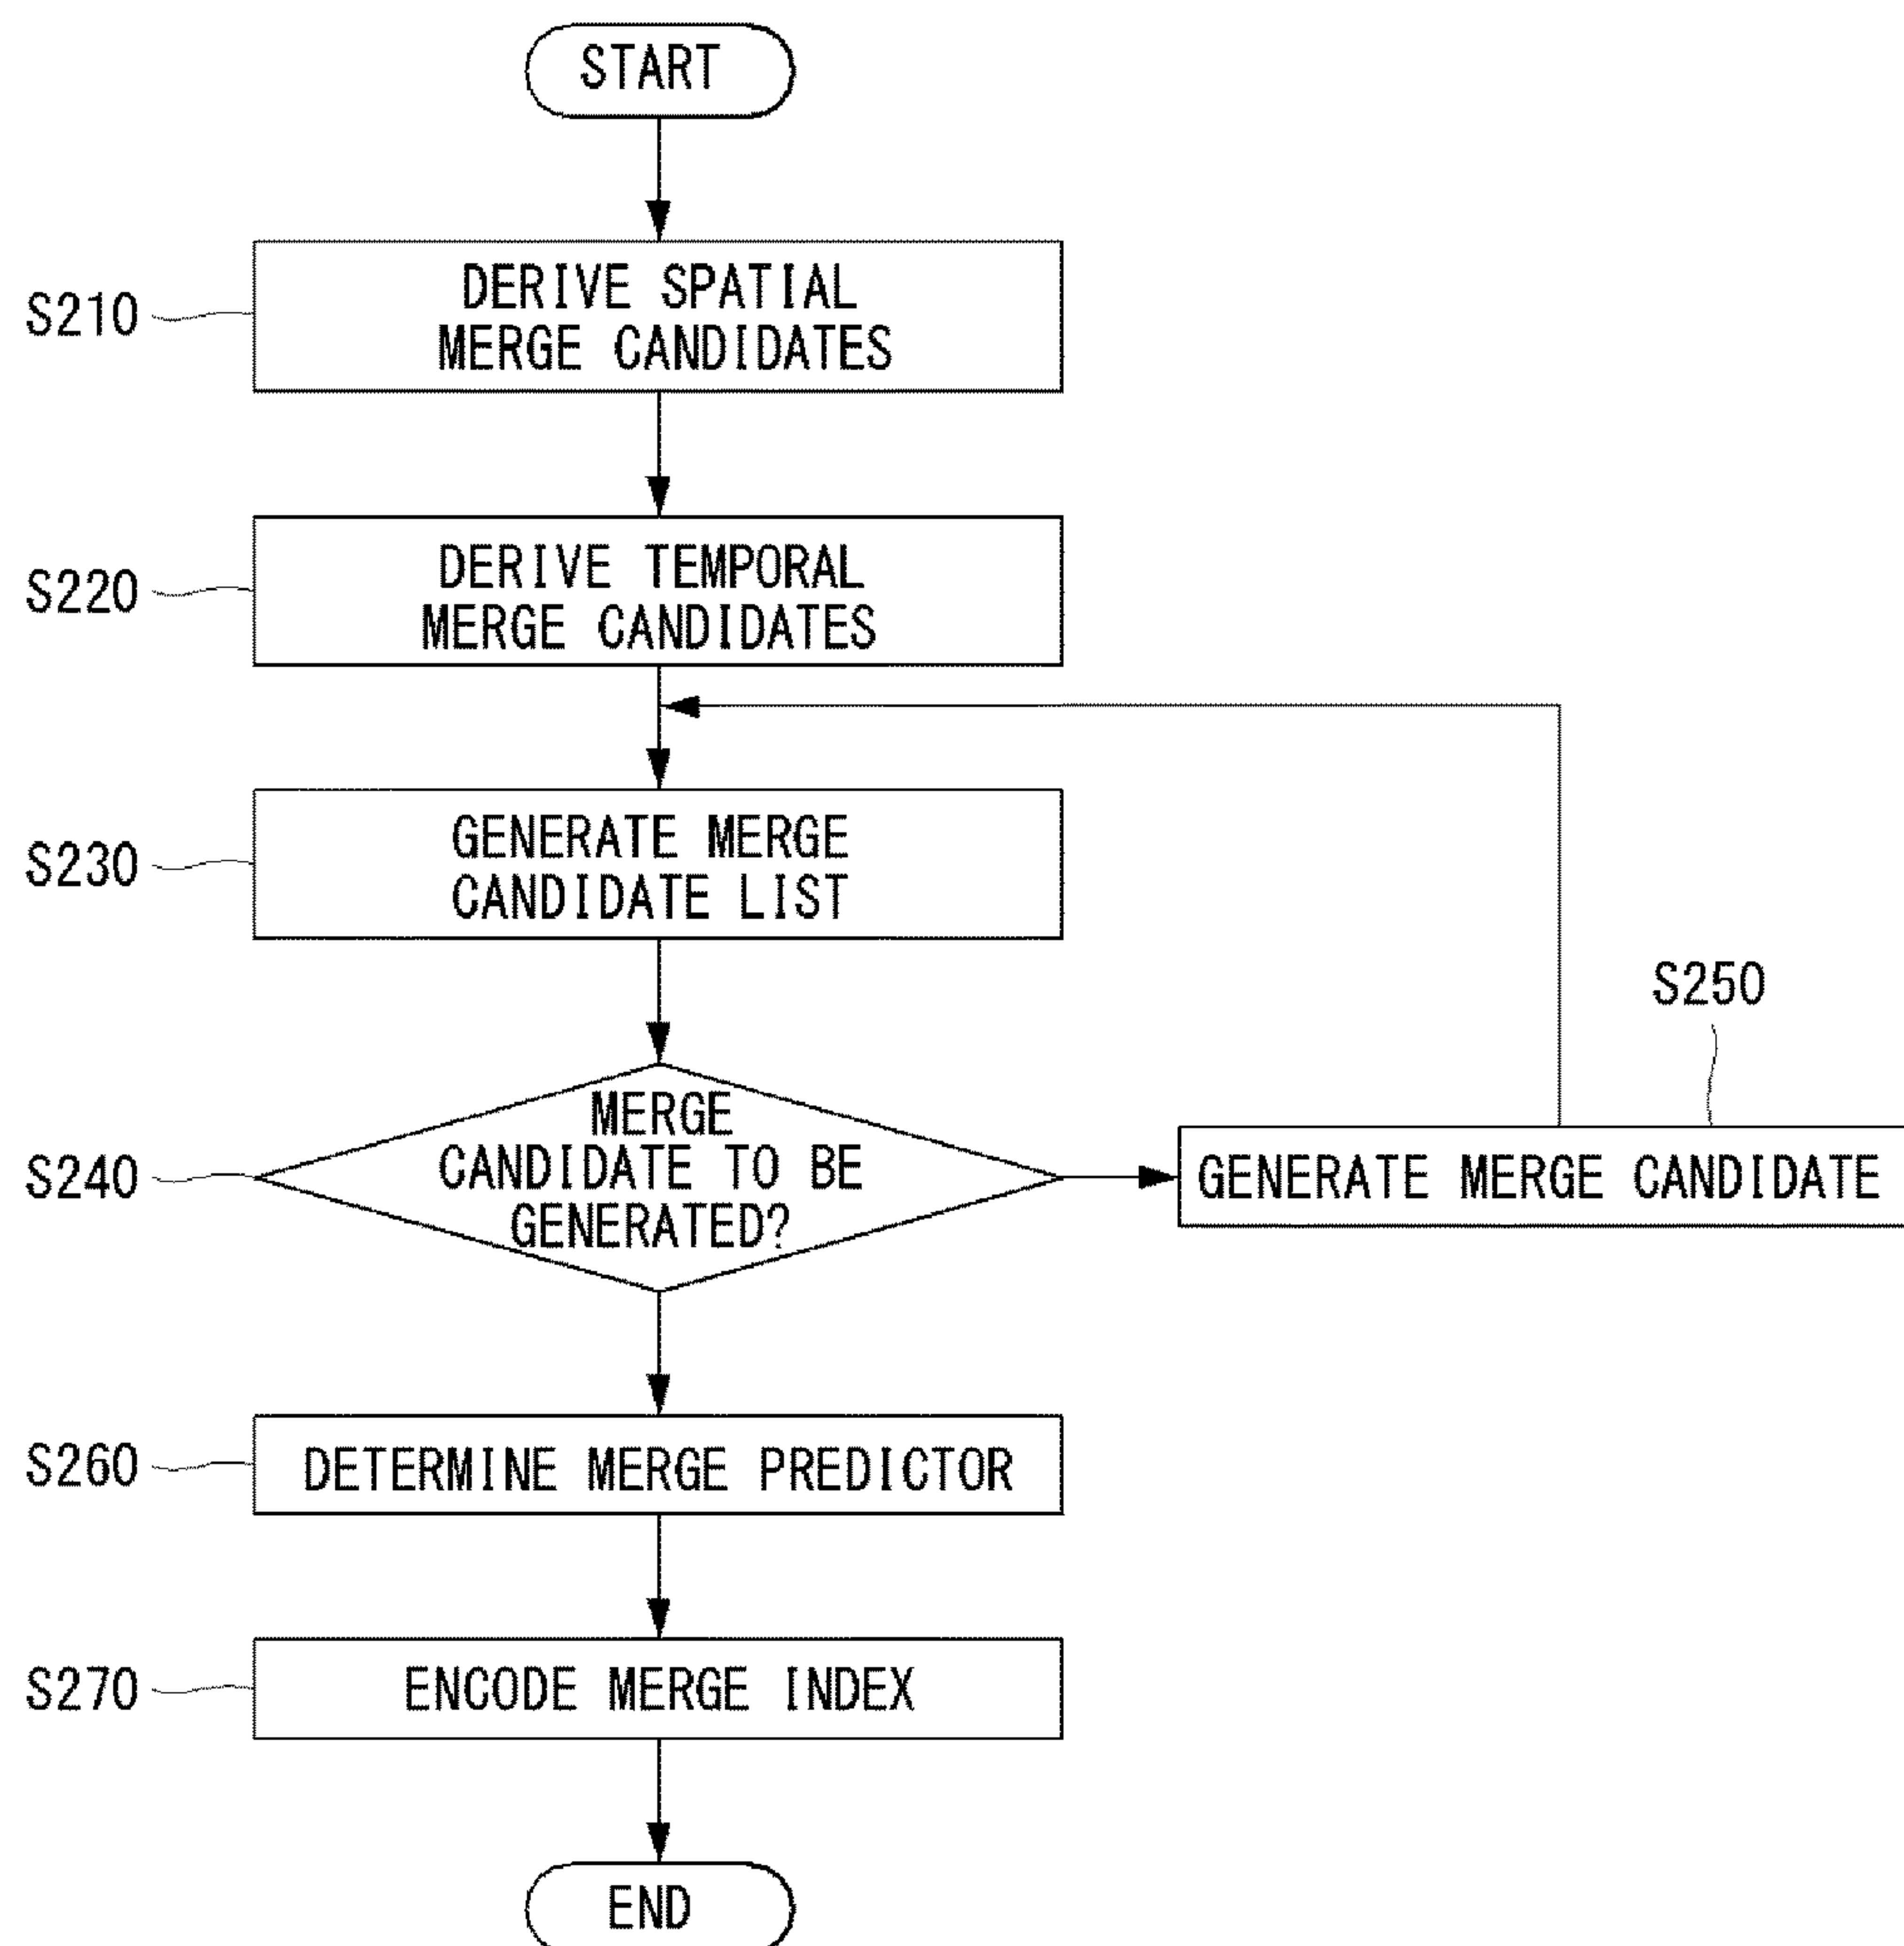 START
S210
DERIVE SPATIAL
MERGE CANDIDATES
S220
DERIVE TEMPORAL
MERGE CANDIDATES
S230
GENERATE MERGE
CANDIDATE LIST
S240
MERGE
CANDIDATE TO BE
GENERATED?
S250
GENERATE MERGE CANDIDATE
S260
DETERMINE MERGE PREDICTOR
S270
ENCODE MERGE INDEX
END